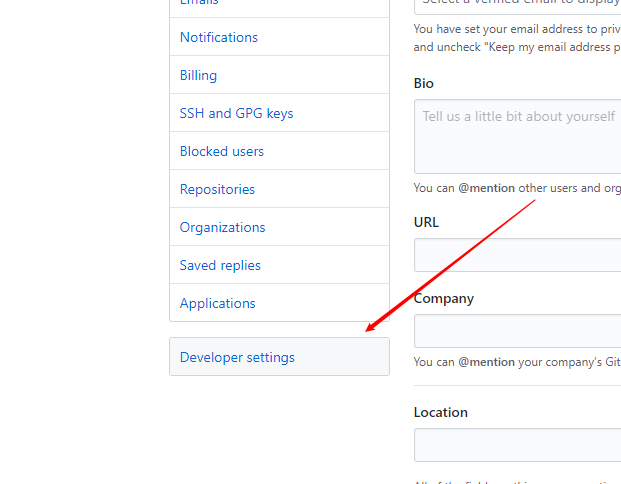 Emails
Notifications
Billing
SSH and GPG keys
Blocked users
Repositories
Organizations
Saved replies
Applications
Developer settings
Select a verified email to display
You have set your email address to priv
and uncheck "Keep my email address p
Bio
Tell us a little bit about yourself
You can @mention other users and org
URL
Company
You can @mention your company's Git
Location